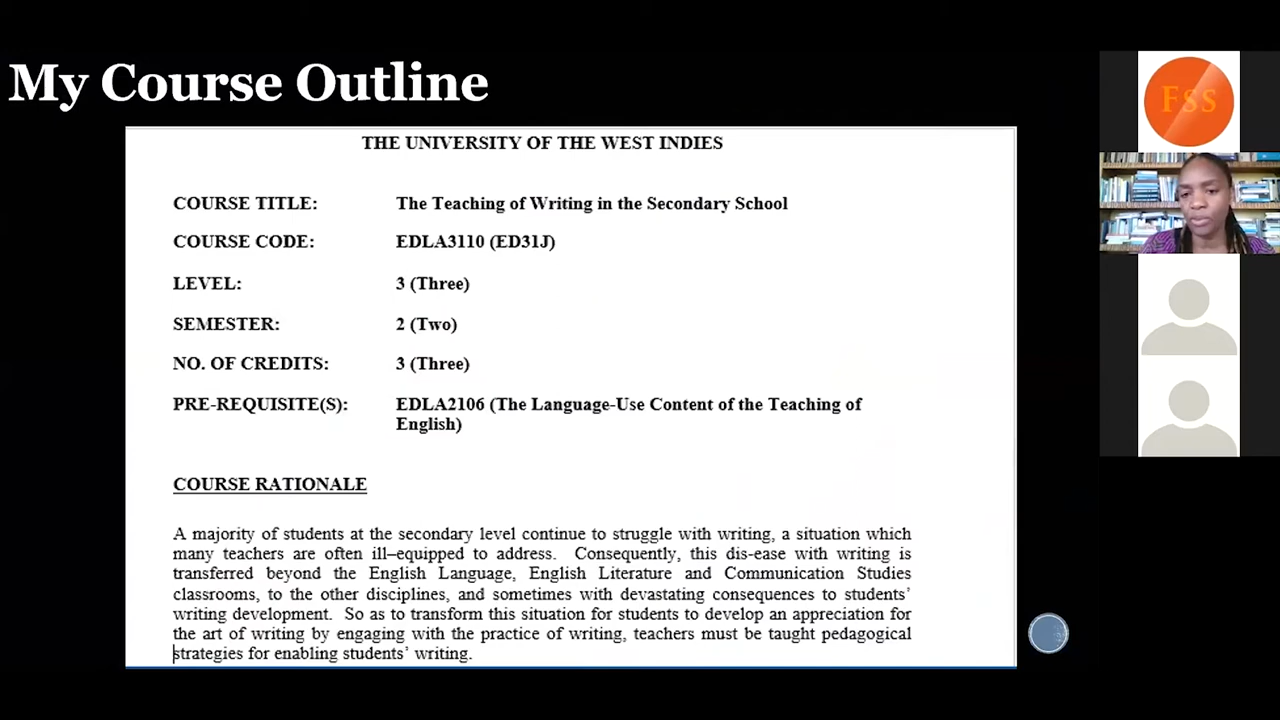 My Course Outline
THE UNIVERSITY OF THE WEST INDIES
COURSE TITLE: The Teaching of Writing in the Secondary School
COURSE CODE: EDLA3110 (ED31J)
LEVEL: 3 (Three)
SEMESTER: 2 (Two)
NO. OF CREDITS: 3 (Three)
PRE-REQUISITE(S): EDLA2106 (The Language-Use Content of the Teaching of
English)
COURSE RATIONALE
A majority of students at the secondary level continue to struggle with writing, a situation which
many teachers are often ill–equipped to address. Consequently, this dis-ease with writing is
transferred beyond the English Language, English Literature and Communication Studies
classrooms, to the other disciplines, and sometimes with devastating consequences to students'
writing development. So as to transform this situation for students to develop an appreciation for
the art of writing by engaging with the practice of writing, teachers must be taught pedagogical
strategies for enabling students' writing.
Fss